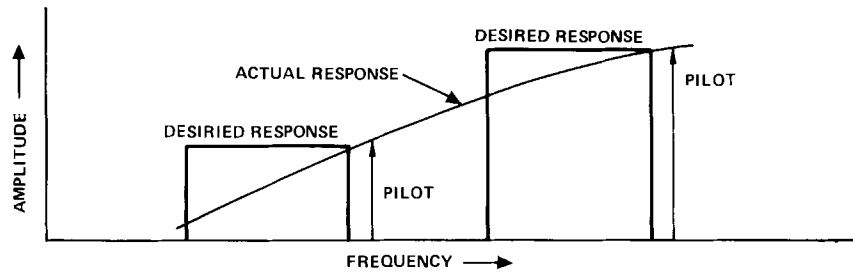 DESIRED RESPONSE
ACTUAL RESPONSE
PILOT
DESIRIED RESPONSE
PILOT
AMPLITUDE
FREQUENCY